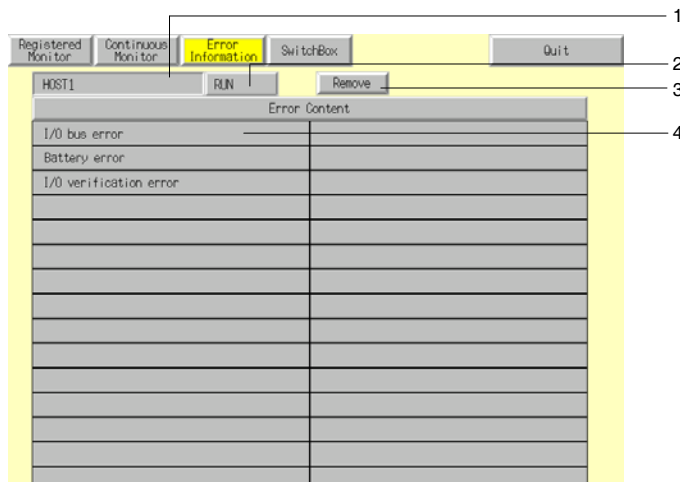 1
Registered Monitor
Continuous Monitor
Error Information
SwitchBox
Quit
2
HOST1
RUN
Remove
3
Error Content
I/O bus error
4
Battery error
I/O verification error